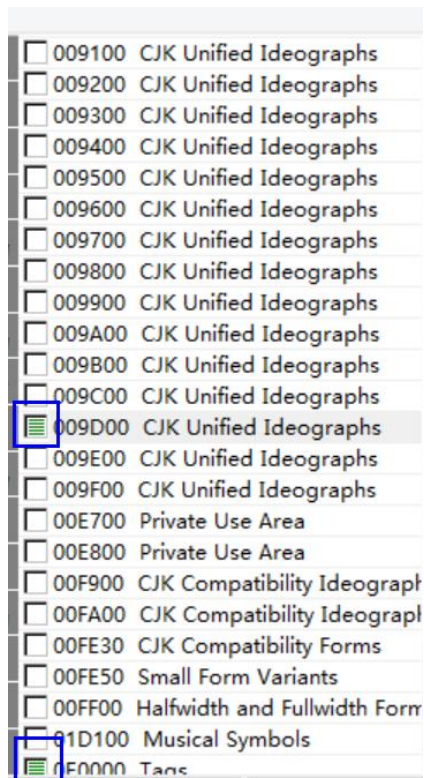 009100 CJK Unified Ideographs
009200 CJK Unified Ideographs
009300 CJK Unified Ideographs
009400 CJK Unified Ideographs
009500 CJK Unified Ideographs
009600 CJK Unified Ideographs
009700 CJK Unified Ideographs
009800 CJK Unified Ideographs
009900 CJK Unified Ideographs
009A00 CJK Unified Ideographs
009B00 CJK Unified Ideographs
009C00 CJK Unified Ideographs
009D00 CJK Unified Ideographs
009E00 CJK Unified Ideographs
009F00 CJK Unified Ideographs
00E700 Private Use Area
00E800 Private Use Area
00F900 CJK Compatibility Ideograph
00FA00 CJK Compatibility Ideograph
00FE30 CJK Compatibility Forms
00FE50 Small Form Variants
00FF00 Halfwidth and Fullwidth Form
01D100 Musical Symbols
0E0000 Tags